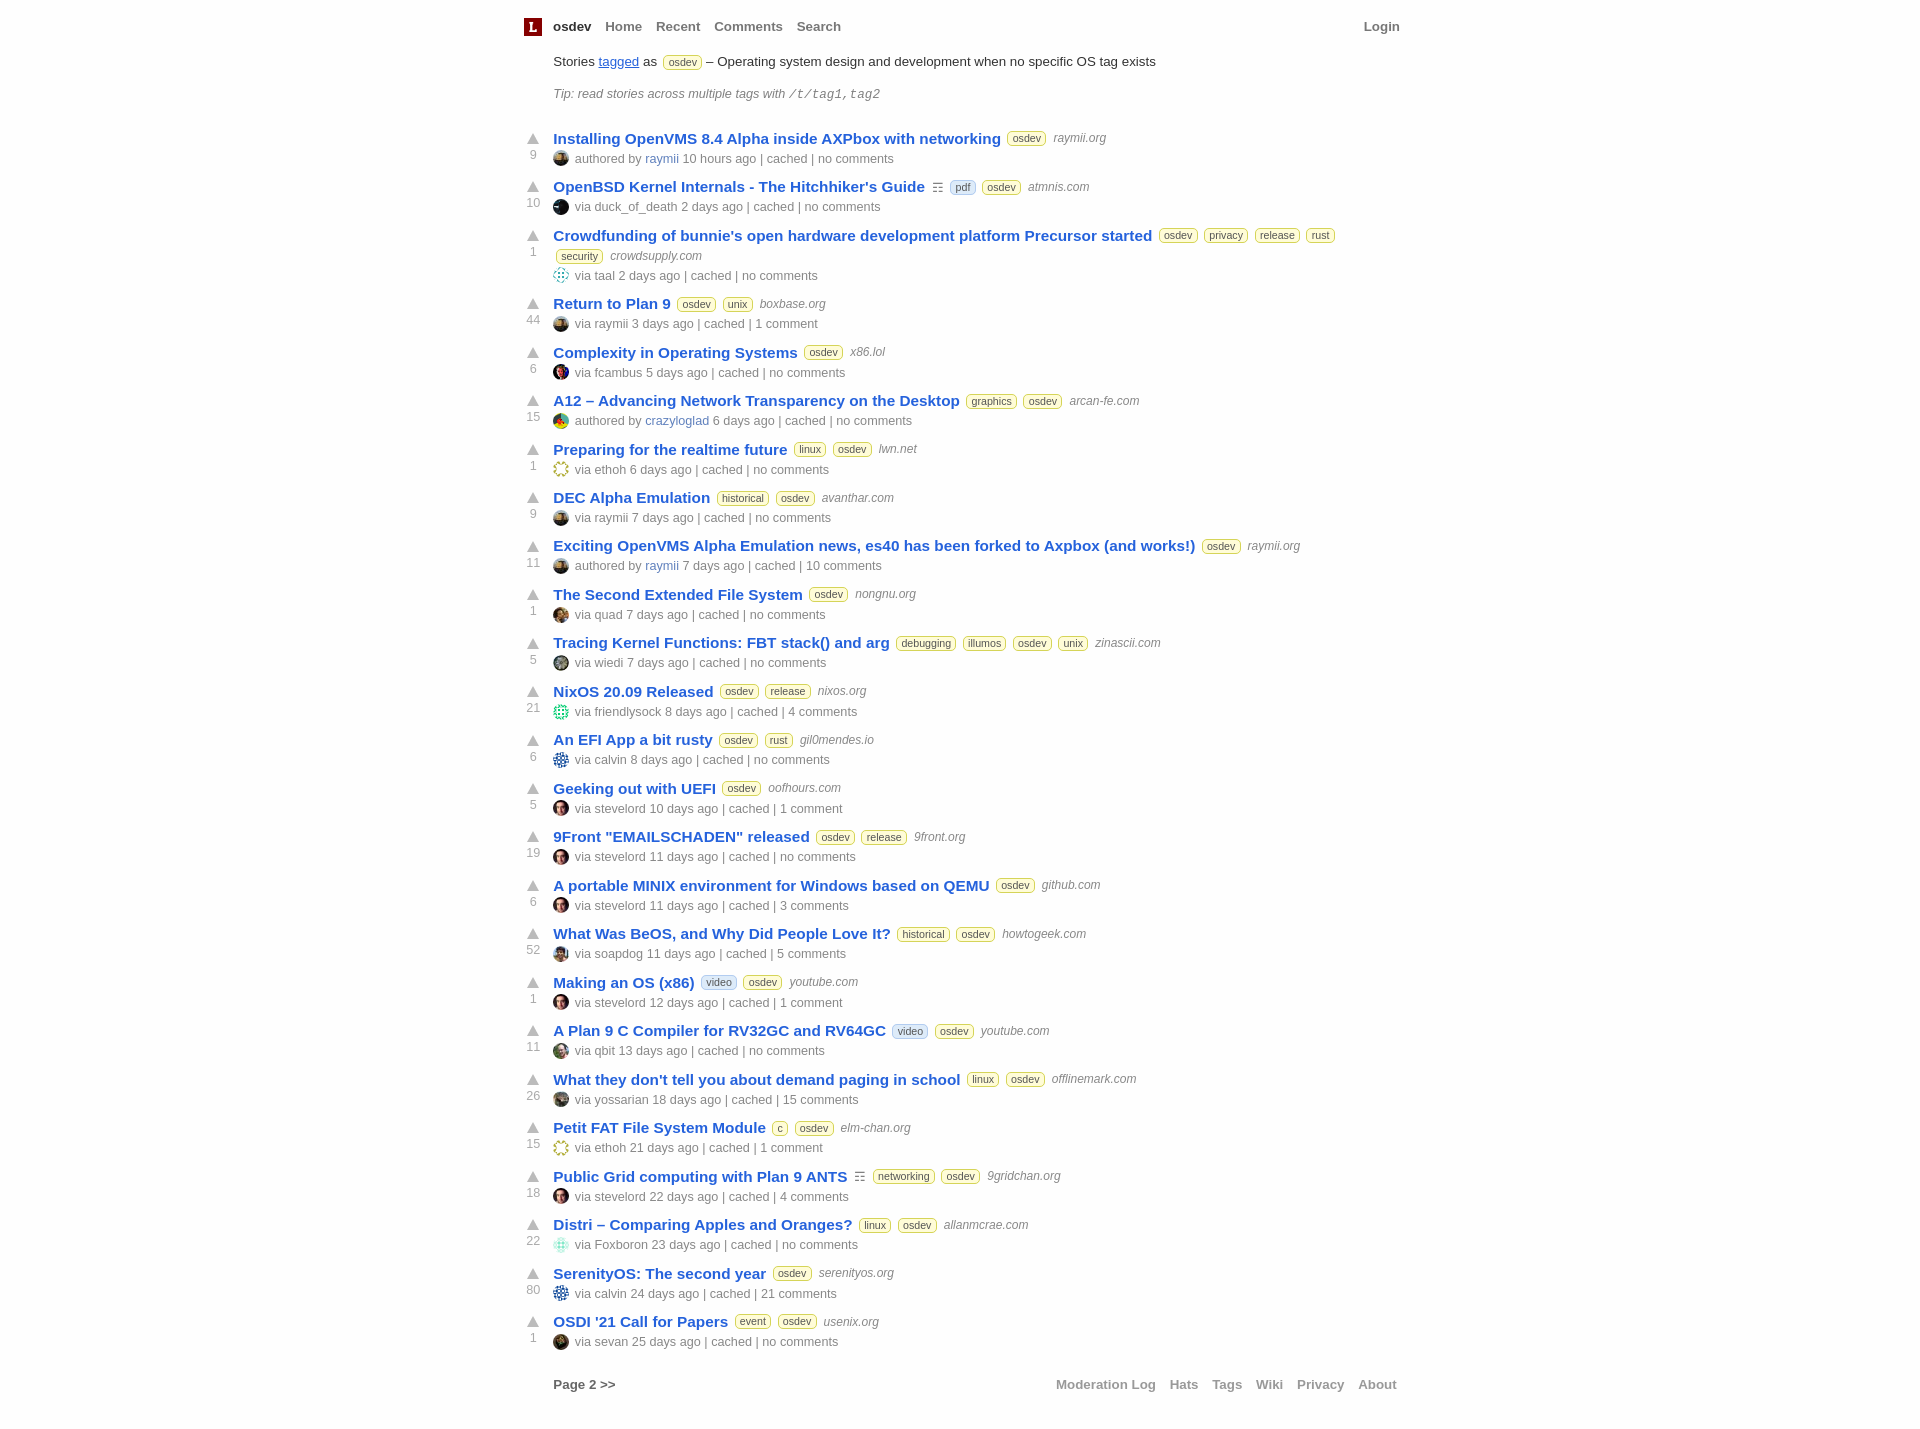 L osdev Home Recent Comments Search Login
Stories tagged as osdev – Operating system design and development when no specific OS tag exists
Tip: read stories across multiple tags with /t/tag1,tag2
Installing OpenVMS 8.4 Alpha inside AXPbox with networking osdev raymii.org
9 authored by raymii 10 hours ago | cached | no comments
OpenBSD Kernel Internals - The Hitchhiker's Guide ☶ pdf osdev atmnis.com
10 via duck_of_death 2 days ago | cached | no comments
Crowdfunding of bunnie's open hardware development platform Precursor started osdev privacy release rust
1 security crowdsupply.com
via taal 2 days ago | cached | no comments
Return to Plan 9 osdev unix boxbase.org
44 via raymii 3 days ago | cached | 1 comment
Complexity in Operating Systems osdev x86.lol
6 via fcambus 5 days ago | cached | no comments
A12 – Advancing Network Transparency on the Desktop graphics osdev arcan-fe.com
15 authored by crazyloglad 6 days ago | cached | no comments
Preparing for the realtime future linux osdev lwn.net
1 via ethoh 6 days ago | cached | no comments
DEC Alpha Emulation historical osdev avanthar.com
9 via raymii 7 days ago | cached | no comments
Exciting OpenVMS Alpha Emulation news, es40 has been forked to Axpbox (and works!) osdev raymii.org
11 authored by raymii 7 days ago | cached | 10 comments
The Second Extended File System osdev nongnu.org
1 via quad 7 days ago | cached | no comments
Tracing Kernel Functions: FBT stack() and arg debugging illumos osdev unix zinascii.com
5 via wiedi 7 days ago | cached | no comments
NixOS 20.09 Released osdev release nixos.org
21 via friendlysock 8 days ago | cached | 4 comments
An EFI App a bit rusty osdev rust gil0mendes.io
6 via calvin 8 days ago | cached | no comments
Geeking out with UEFI osdev oofhours.com
5 via stevelord 10 days ago | cached | 1 comment
9Front "EMAILSCHADEN" released osdev release 9front.org
19 via stevelord 11 days ago | cached | no comments
A portable MINIX environment for Windows based on QEMU osdev github.com
6 via stevelord 11 days ago | cached | 3 comments
What Was BeOS, and Why Did People Love It? historical osdev howtogeek.com
52 via soapdog 11 days ago | cached | 5 comments
Making an OS (x86) video osdev youtube.com
1 via stevelord 12 days ago | cached | 1 comment
A Plan 9 C Compiler for RV32GC and RV64GC video osdev youtube.com
11 via qbit 13 days ago | cached | no comments
What they don't tell you about demand paging in school linux osdev offlinemark.com
26 via yossarian 18 days ago | cached | 15 comments
Petit FAT File System Module c osdev elm-chan.org
15 via ethoh 21 days ago | cached | 1 comment
Public Grid computing with Plan 9 ANTS ☶ networking osdev 9gridchan.org
18 via stevelord 22 days ago | cached | 4 comments
Distri – Comparing Apples and Oranges? linux osdev allanmcrae.com
22 via Foxboron 23 days ago | cached | no comments
SerenityOS: The second year osdev serenityos.org
80 via calvin 24 days ago | cached | 21 comments
OSDI '21 Call for Papers event osdev usenix.org
1 via sevan 25 days ago | cached | no comments
Page 2 >> Moderation Log Hats Tags Wiki Privacy About